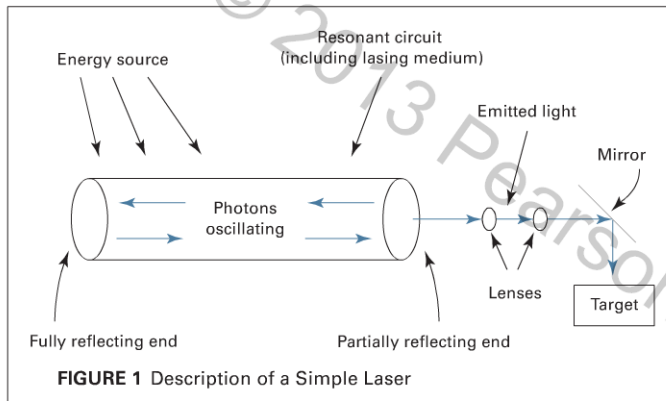 © 2013 Pearson
Energy source
Resonant circuit
(including lasing medium)
Emitted light
Mirror
Photons
oscillating
Lenses
Target
Fully reflecting end
Partially reflecting end
FIGURE 1 Description of a Simple Laser